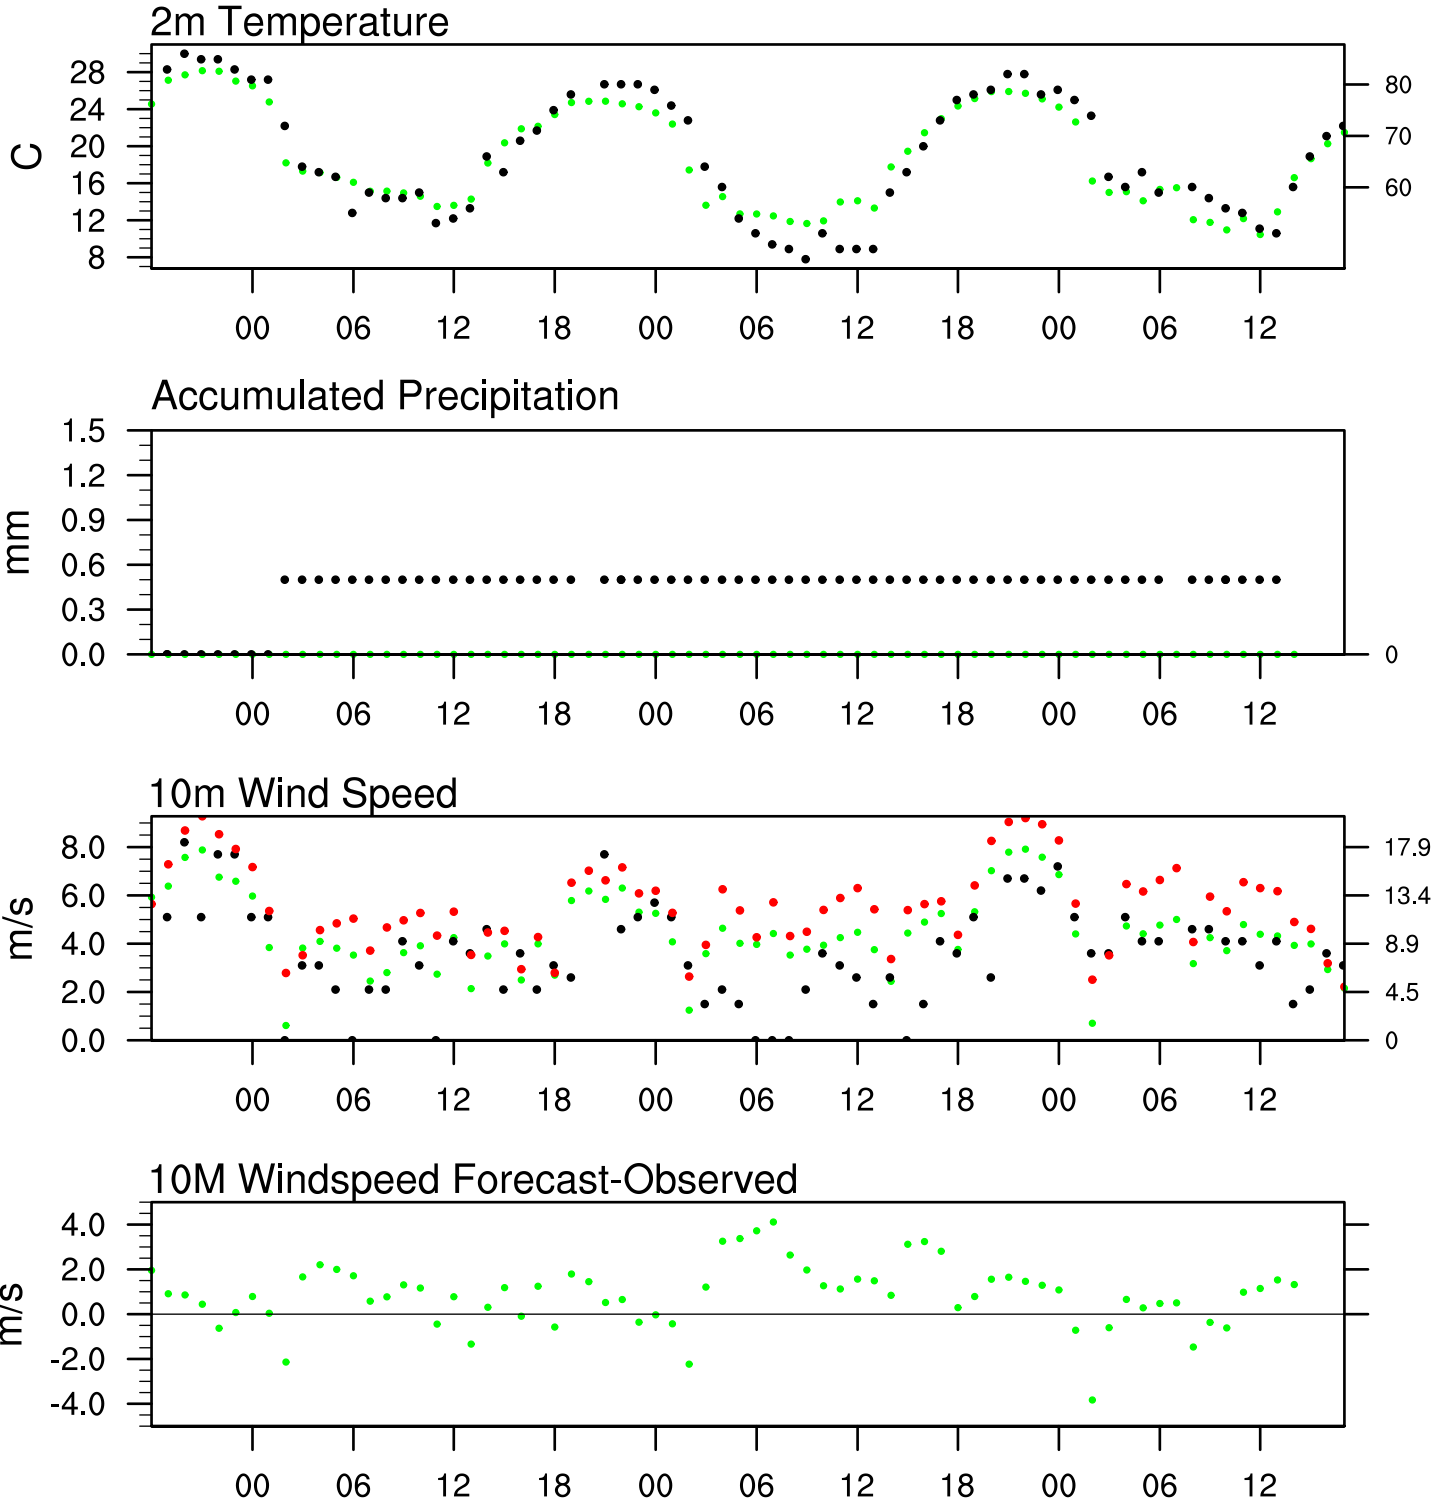 2m Temperature
28
24
20
16
12
8
C
80
70
60
00 06 12 18 00 06 12 18 00 06 12
Accumulated Precipitation
1.5
1.2
0.9
0.6
0.3
0.0
mm
0
00 06 12 18 00 06 12 18 00 06 12
10m Wind Speed
8.0
6.0
4.0
2.0
0.0
m/s
17.9
13.4
8.9
4.5
0
00 06 12 18 00 06 12 18 00 06 12
10M Windspeed Forecast-Observed
4.0
2.0
0.0
-2.0
-4.0
m/s
00 06 12 18 00 06 12 18 00 06 12